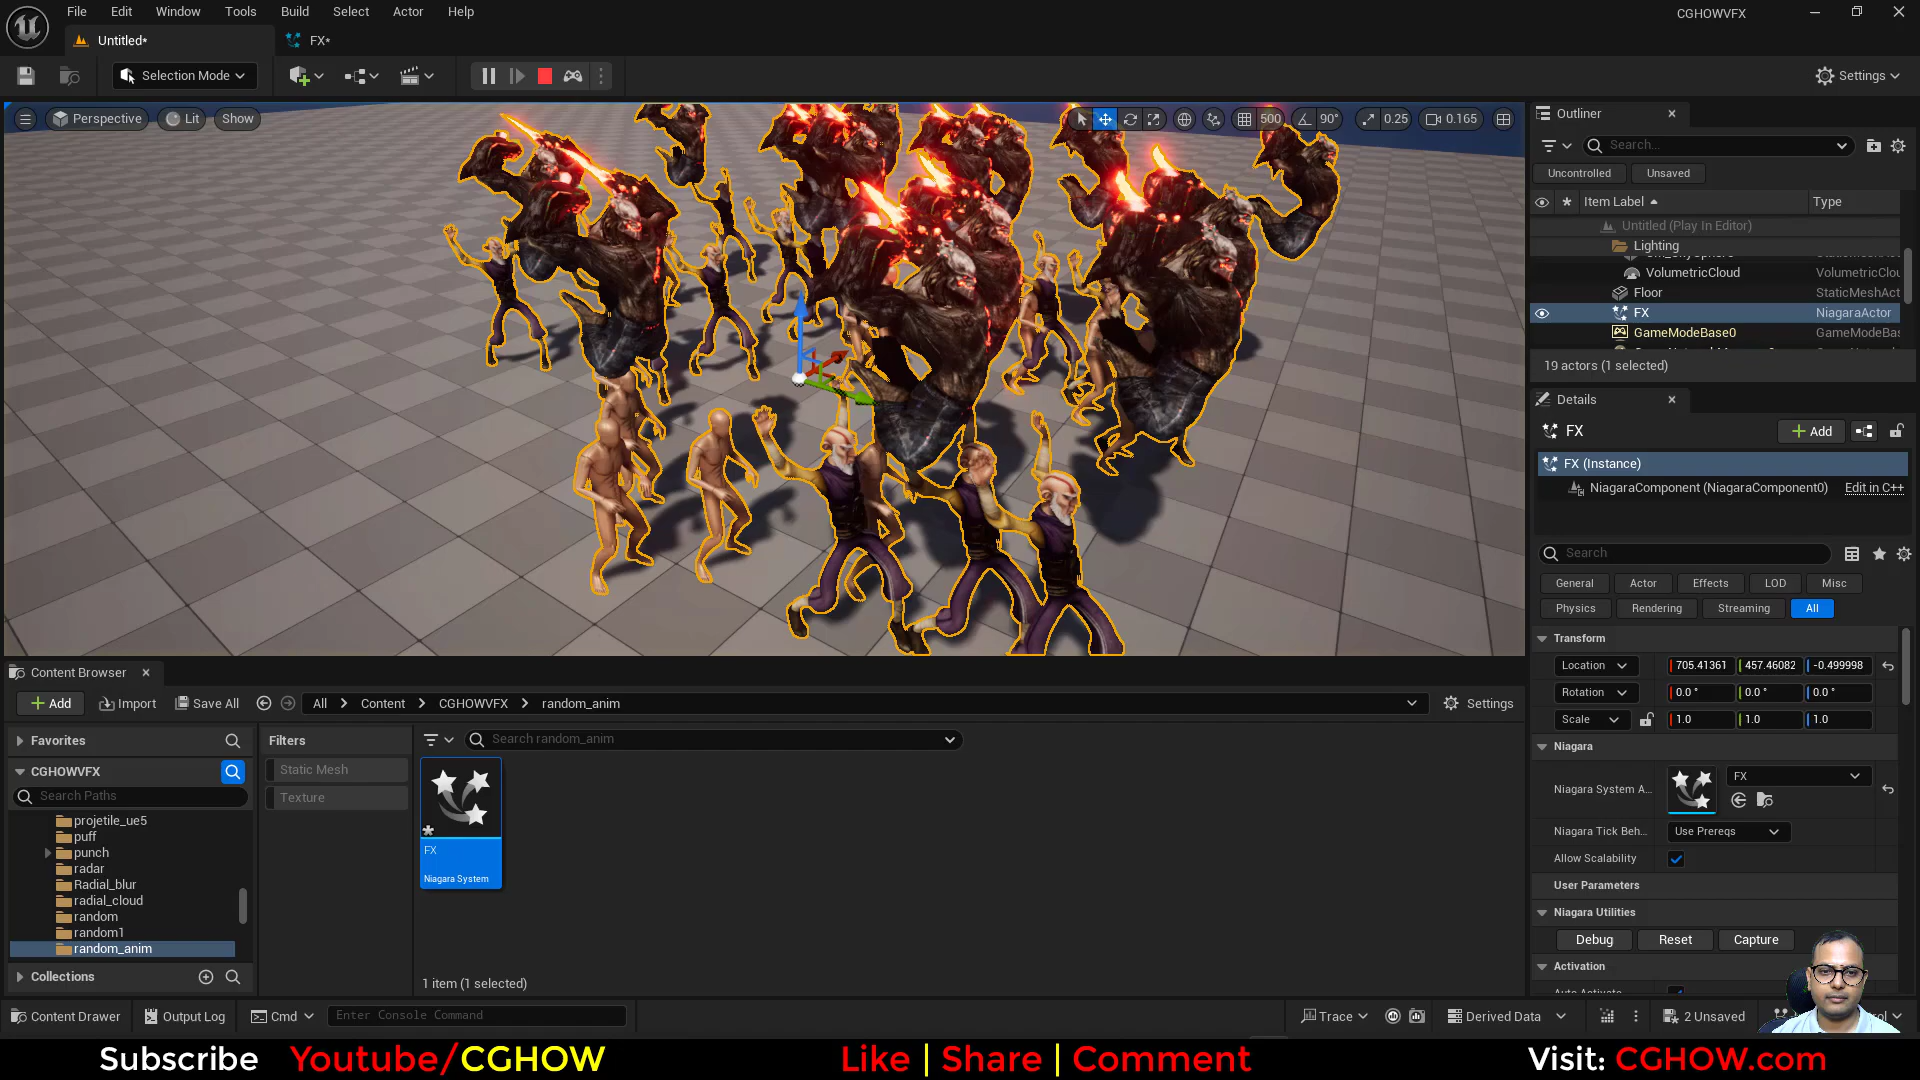 File Edit Window Tools Build Select Actor Help
CGHOWVFX
Untitled* FX*
Selection Mode
Settings
Perspective Lit Show
500 90° 0.25 0.165
Outliner
Search...
Uncontrolled Unsaved
Item Label Type
Untitled (Play In Editor)
Lighting
VolumetricCloud VolumetricClou
Floor StaticMeshAct
FX NiagaraActor
GameModeBase0 GameModeBas
19 actors (1 selected)
Details
FX Add
FX (Instance)
NiagaraComponent (NiagaraComponent0) Edit in C++
Search
General Actor Effects LOD Misc
Physics Rendering Streaming All
Transform
Location 705.41361 457.46082 -0.499998
Rotation 0.0 ° 0.0 ° 0.0 °
Scale 1.0 1.0 1.0
Niagara
Niagara System A... FX
Niagara Tick Beh... Use Prereqs
Allow Scalability
User Parameters
Niagara Utilities
Debug Reset Capture
Activation
Auto Activate
Content Browser
Add Import Save All All Content CGHOWVFX random_anim Settings
Favorites
CGHOWVFX
Search Paths
projetile_ue5
puff
punch
radar
Radial_blur
radial_cloud
random
random1
random_anim
Collections
Filters
Static Mesh
Texture
Search random_anim
FX
Niagara System
1 item (1 selected)
Content Drawer Output Log Cmd Enter Console Command Trace Derived Data 2 Unsaved
Subscribe Youtube/CGHOW Like | Share | Comment Visit: CGHOW.com